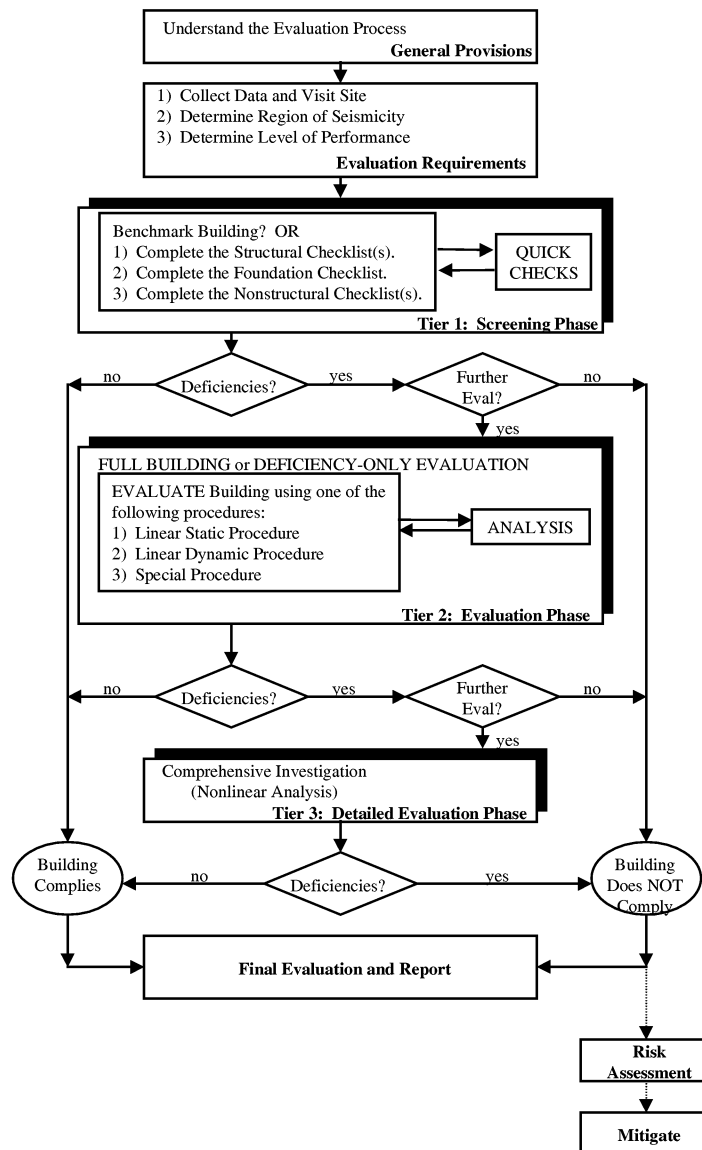 Understand the Evaluation Process
General Provisions
1) Collect Data and Visit Site
2) Determine Region of Seismicity
3) Determine Level of Performance
Evaluation Requirements
Benchmark Building? OR
1) Complete the Structural Checklist(s).
2) Complete the Foundation Checklist.
3) Complete the Nonstructural Checklist(s).
QUICK
CHECKS
Tier 1: Screening Phase
no
Deficiencies?
yes
Further
Eval?
no
yes
FULL BUILDING or DEFICIENCY-ONLY EVALUATION
EVALUATE Building using one of the
following procedures:
1) Linear Static Procedure
2) Linear Dynamic Procedure
3) Special Procedure
ANALYSIS
Tier 2: Evaluation Phase
no
Deficiencies?
yes
Further
Eval?
no
yes
Comprehensive Investigation
(Nonlinear Analysis)
Tier 3: Detailed Evaluation Phase
Building
Complies
no
Deficiencies?
yes
Building
Does NOT
Comply
Final Evaluation and Report
Risk
Assessment
Mitigate